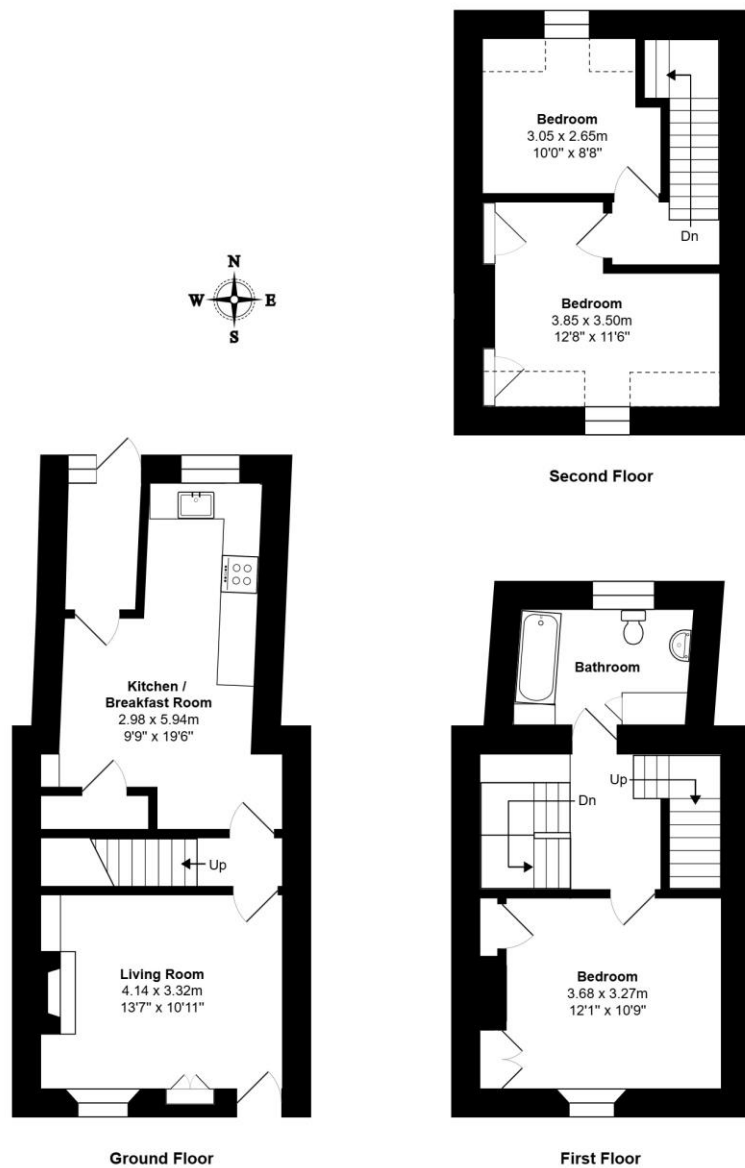 Bedroom
3.05 x 2.65m
10'0" x 8'8"
Dn
Bedroom
3.85 x 3.50m
12'8" x 11'6"
Second Floor
N
W E
S
Kitchen /
Breakfast Room
2.98 x 5.94m
9'9" x 19'6"
Up
Living Room
4.14 x 3.32m
13'7" x 10'11"
Ground Floor
Bathroom
Dn
Up
Bedroom
3.68 x 3.27m
12'1" x 10'9"
First Floor